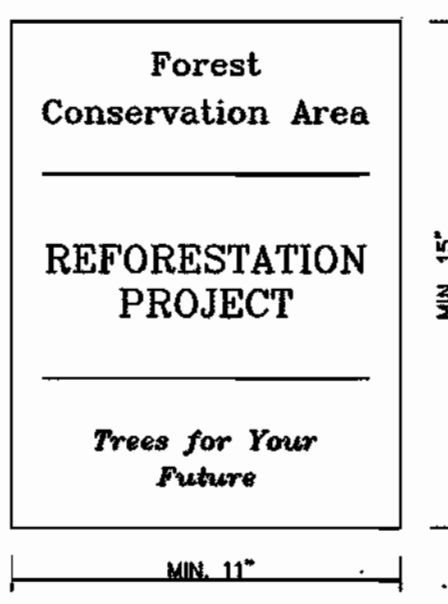 Forest
Conservation Area
REFORESTATION
PROJECT
Trees for Your
Future
MIN. 15"
MIN. 11"